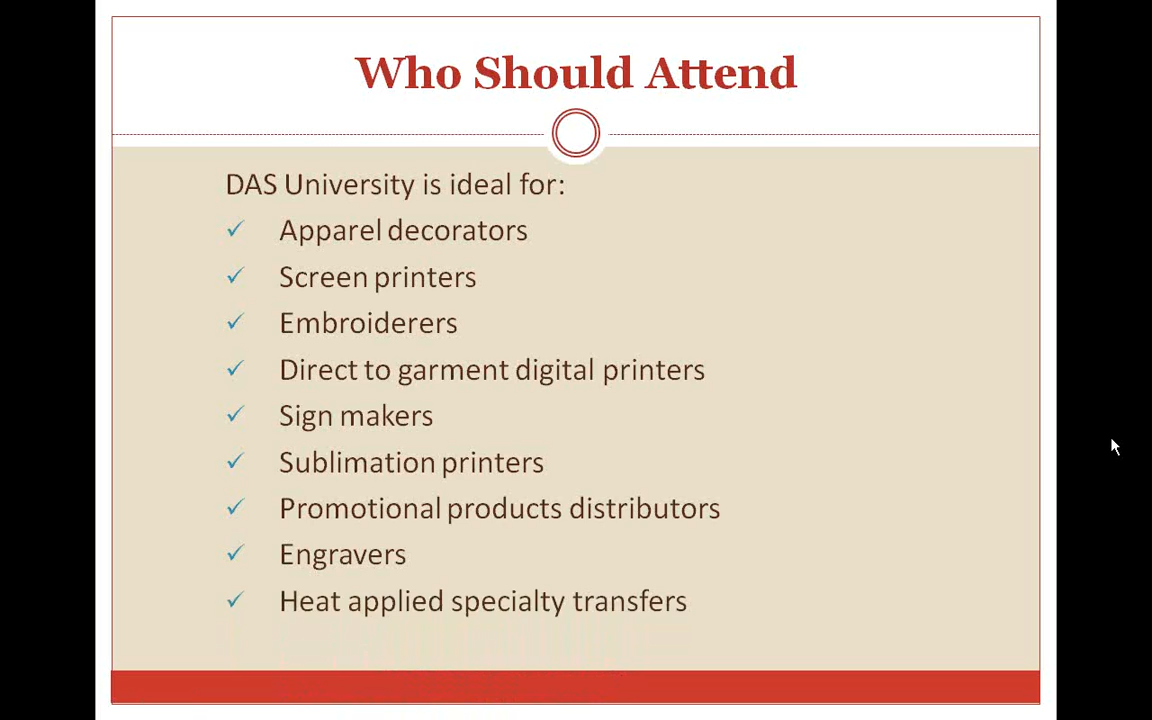 Who Should Attend
DAS University is ideal for:
✓ Apparel decorators
✓ Screen printers
✓ Embroiderers
✓ Direct to garment digital printers
✓ Sign makers
✓ Sublimation printers
✓ Promotional products distributors
✓ Engravers
✓ Heat applied specialty transfers